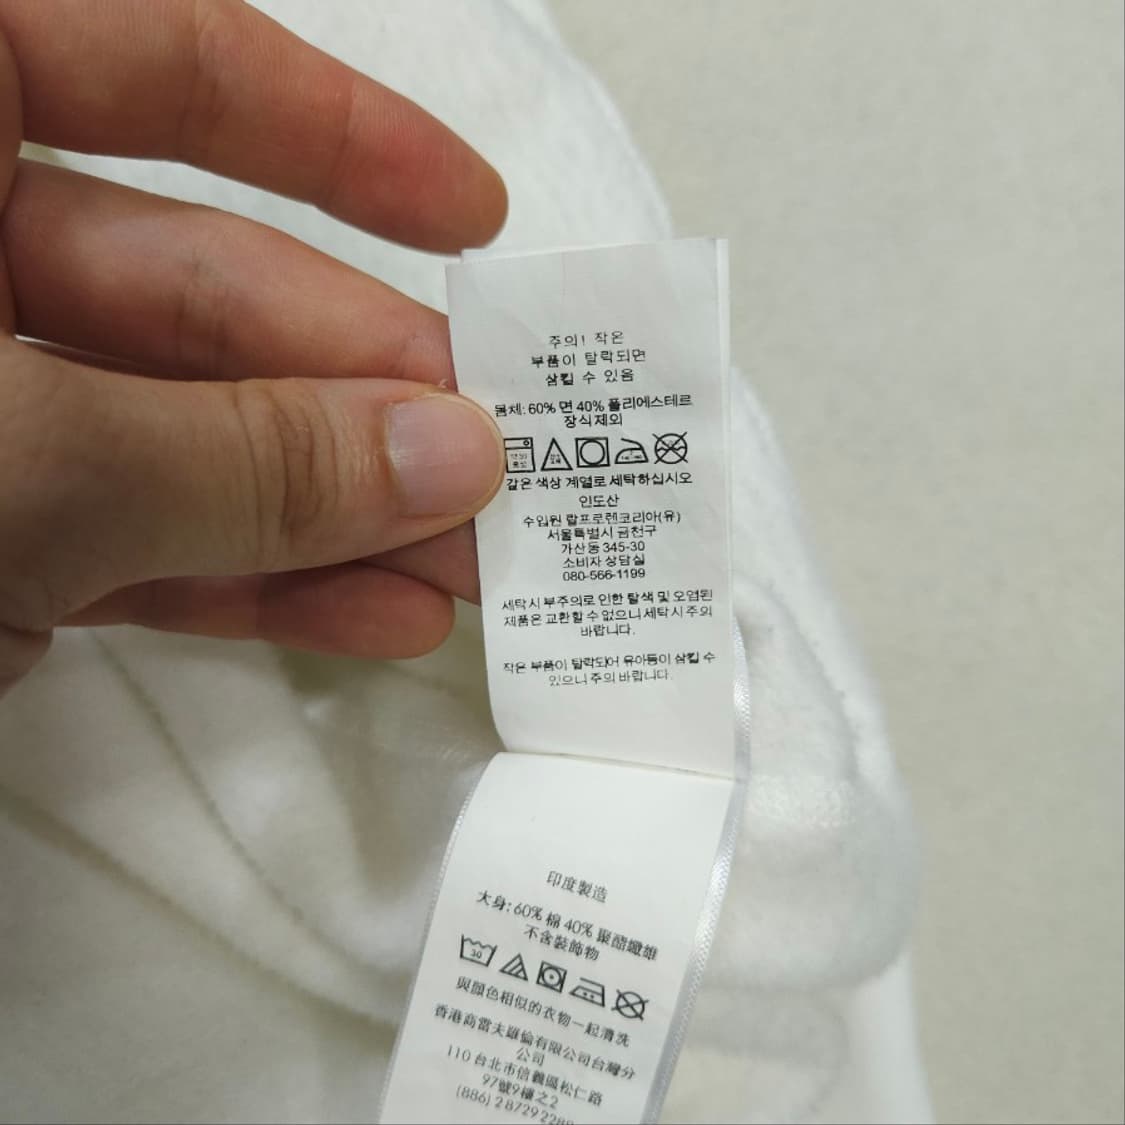 주의! 작은
부품이 탈락되면
삼킬 수 있음
몸체: 60% 면 40% 폴리에스테르
장식제외
같은 색상 계열로 세탁하십시오
인도산
수입원 랄프로렌코리아(유)
서울특별시 금천구
가산동 345-30
소비자 상담실
080-566-1199
세탁시 부주의로 인한 탈색 및 오염된
제품은 교환할 수 없으니 세탁시 주의
바랍니다.
작은 부품이 탈락되어 유아들이 삼킬 수
있으니 주의 바랍니다.
印度製造
大身: 60% 棉 40% 聚酯纖維
不含裝飾物
30
與顏色相似的衣物一起清洗
香港商雷夫羅倫有限公司台灣分
公司
110 台北市信義區松仁路
97號9樓之2
(886) 2 8729